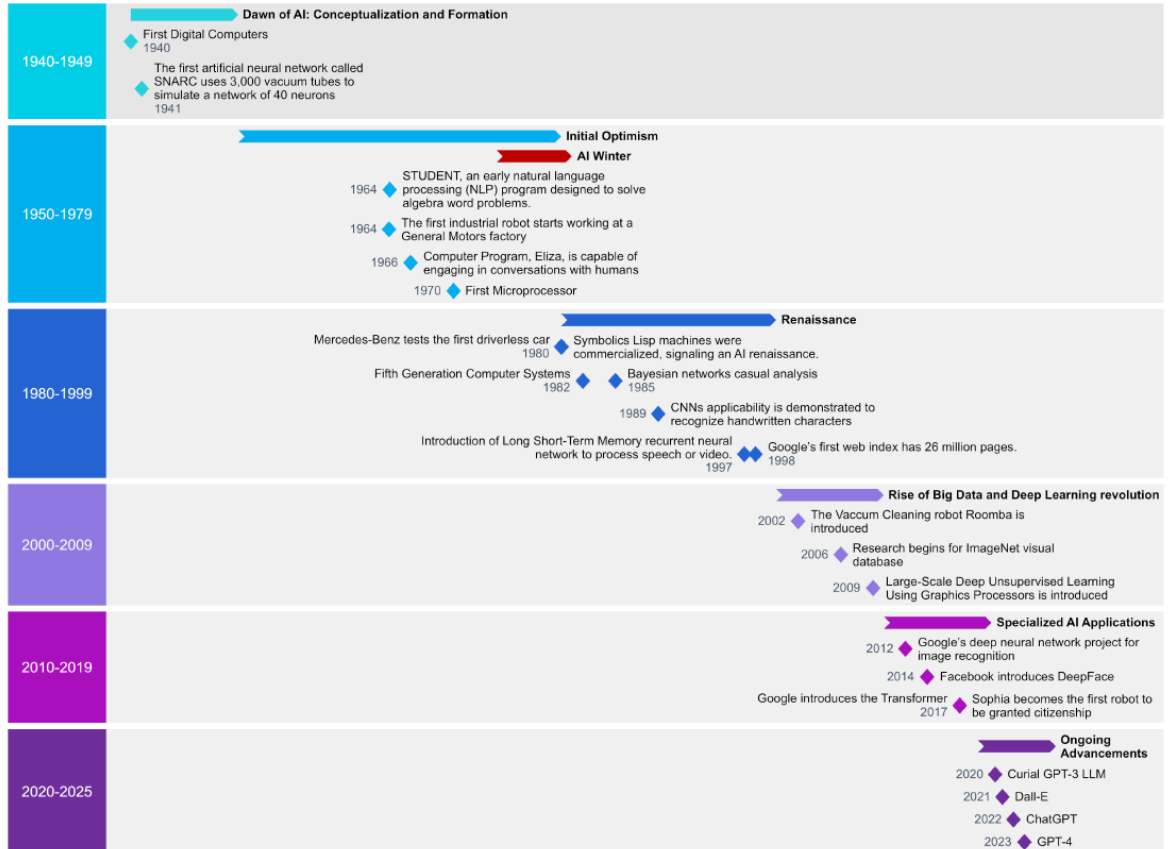 1940-1949
Dawn of AI: Conceptualization and Formation
First Digital Computers
1940
The first artificial neural network called
SNARC uses 3,000 vacuum tubes to
simulate a network of 40 neurons
1941
1950-1979
Initial Optimism
AI Winter
1964
STUDENT, an early natural language
processing (NLP) program designed to solve
algebra word problems.
1964
The first industrial robot starts working at a
General Motors factory
1966
Computer Program, Eliza, is capable of
engaging in conversations with humans
1970
First Microprocessor
1980-1999
Renaissance
Mercedes-Benz tests the first driverless car
1980
Symbolics Lisp machines were
commercialized, signaling an AI renaissance.
Fifth Generation Computer Systems
1982
Bayesian networks casual analysis
1985
1989
CNNs applicability is demonstrated to
recognize handwritten characters
Introduction of Long Short-Term Memory recurrent neural
network to process speech or video.
1997
Google's first web index has 26 million pages.
1998
2000-2009
Rise of Big Data and Deep Learning revolution
2002
The Vaccum Cleaning robot Roomba is
introduced
2006
Research begins for ImageNet visual
database
2009
Large-Scale Deep Unsupervised Learning
Using Graphics Processors is introduced
2010-2019
Specialized AI Applications
2012
Google's deep neural network project for
image recognition
2014
Facebook introduces DeepFace
Google introduces the Transformer
2017
Sophia becomes the first robot to
be granted citizenship
2020-2025
Ongoing
Advancements
2020
Curial GPT-3 LLM
2021
Dall-E
2022
ChatGPT
2023
GPT-4